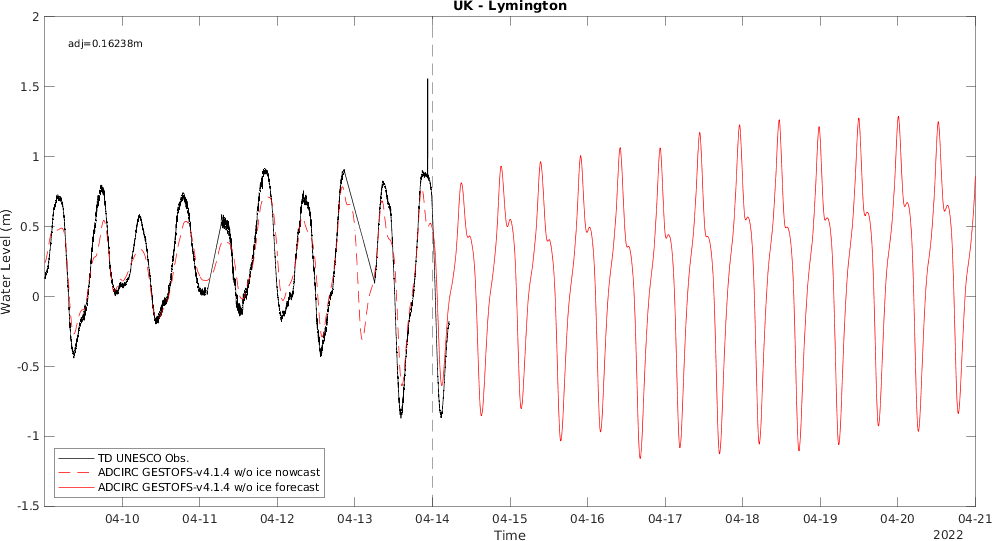 UK - Lymington
adj=0.16238m
2
1.5
1
0.5
0
-0.5
-1
-1.5
Water Level (m)
TD UNESCO Obs.
ADCIRC GESTOFS-v4.1.4 w/o ice nowcast
ADCIRC GESTOFS-v4.1.4 w/o ice forecast
04-10 04-11 04-12 04-13 04-14 04-15 04-16 04-17 04-18 04-19 04-20 04-21
Time
2022